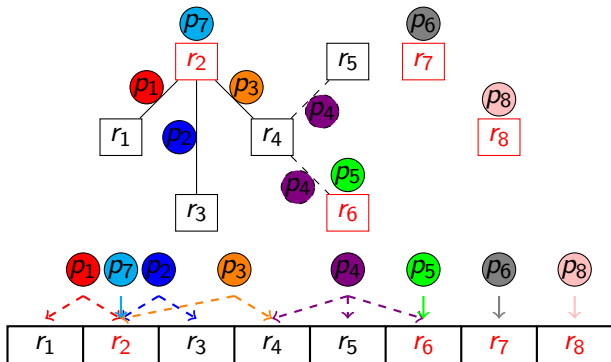 p7 p6
r2 r5 r7
p1 p3 p4 p8
r1 p2 r4 r8
p4 p5
r3 r6
p1 p7 p2 p3 p4 p5 p6 p8
r1 r2 r3 r4 r5 r6 r7 r8